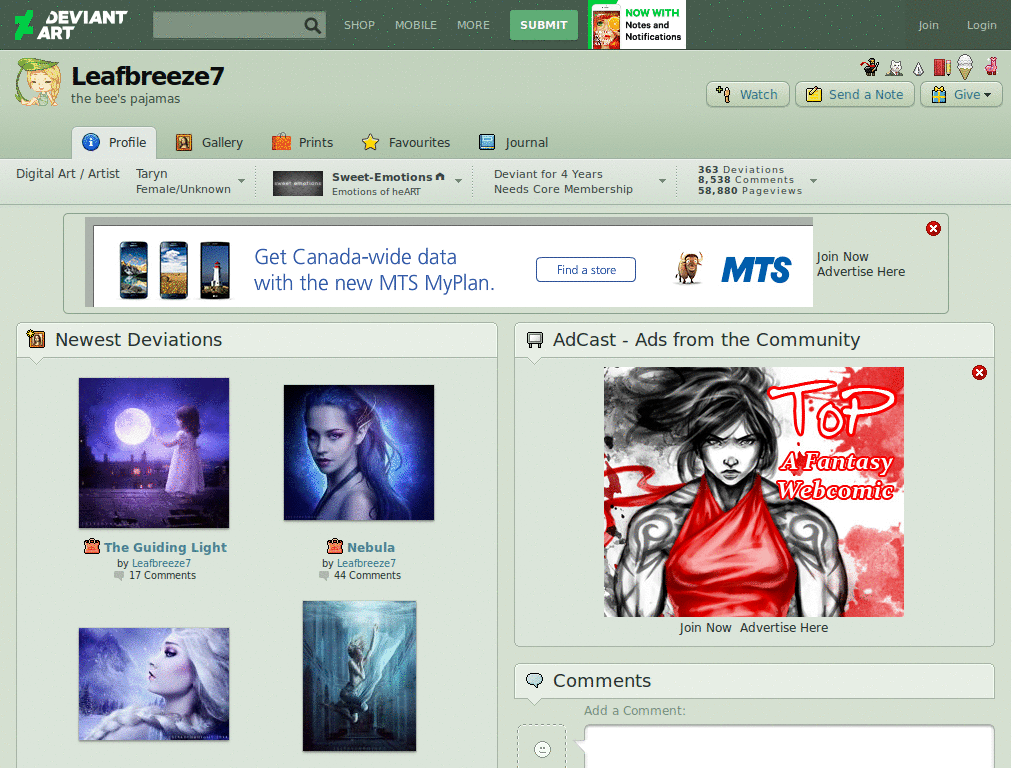 DEVIANT ART
SHOP
MOBILE
MORE
SUBMIT
NOW WITH
Notes and
Notifications
Join
Login
Leafbreeze7
the bee's pajamas
Watch
Send a Note
Give
Profile
Gallery
Prints
Favourites
Journal
Digital Art / Artist
Taryn
Female/Unknown
sweet emotions
Sweet-Emotions
Emotions of heART
Deviant for 4 Years
Needs Core Membership
363 Deviations
8,538 Comments
58,880 Pageviews
Get Canada-wide data
with the new MTS MyPlan.
Find a store
MTS
Join Now
Advertise Here
Newest Deviations
The Guiding Light
by Leafbreeze7
17 Comments
Nebula
by Leafbreeze7
44 Comments
AdCast - Ads from the Community
ToP
A Fantasy
Webcomic
Join Now Advertise Here
Comments
Add a Comment: